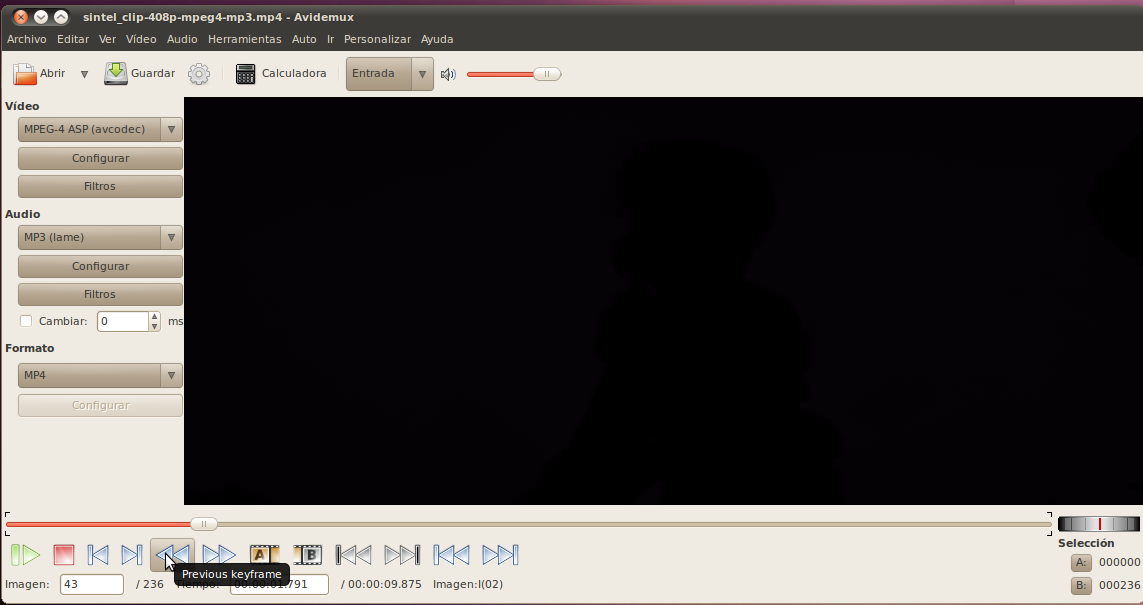 sintel_clip-408p-mpeg4-mp3.mp4 - Avidemux
Archivo Editar Ver Vídeo Audio Herramientas Auto Ir Personalizar Ayuda
Abrir Guardar Calculadora Entrada
Vídeo
MPEG-4 ASP (avcodec)
Configurar
Filtros
Audio
MP3 (lame)
Configurar
Filtros
Cambiar: 0 ms
Formato
MP4
Configurar
A B
Previous keyframe
Imagen: 43 / 236 / 00:00:09.875 Imagen:I(02)
Selección
A: 000000
B: 000236